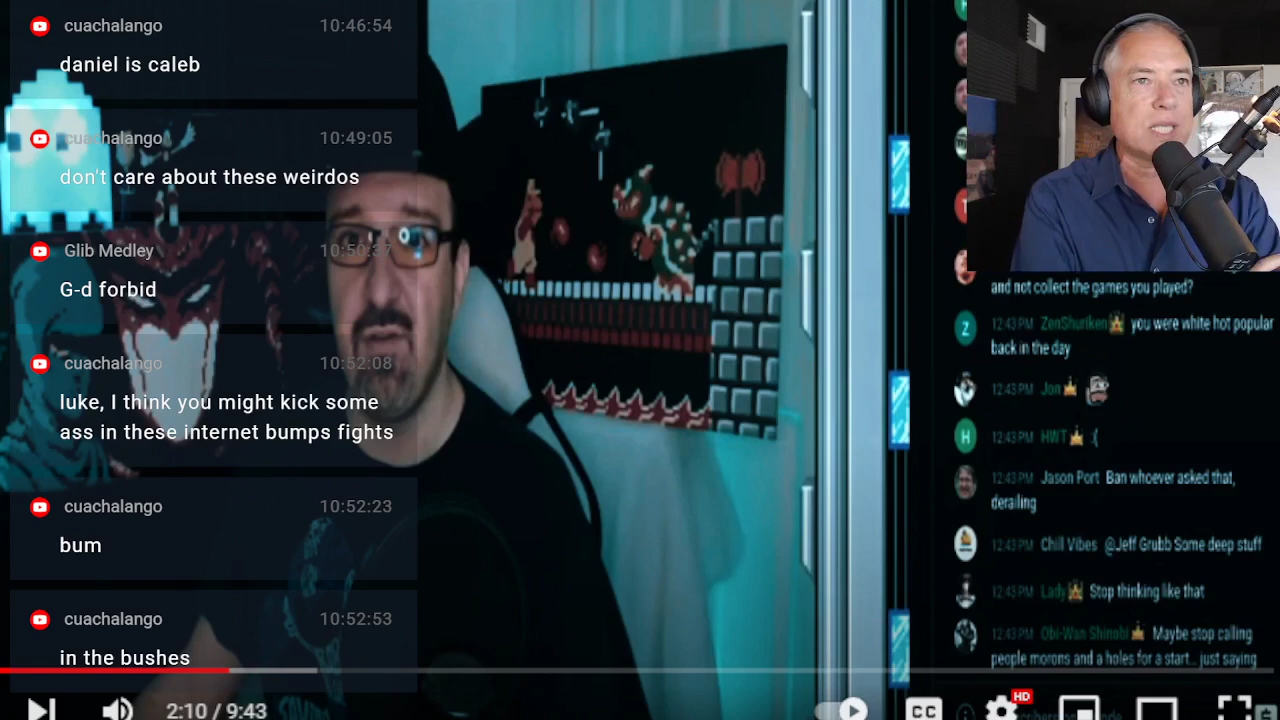 cuachalango 10:46:54
daniel is caleb
cuachalango 10:49:05
don't care about these weirdos
Glib Medley 10:50:37
G-d forbid
cuachalango 10:52:08
luke, I think you might kick some
ass in these internet bumps fights
cuachalango 10:52:23
bum
cuachalango 10:52:53
in the bushes
2:10 / 9:43
CC
HD
and not collect the games you played?
Z 12:43 PM ZenShuriken you were white hot popular
back in the day
12:43 PM Jon
H 12:43 PM HWT :(
12:43 PM Jason Port Ban whoever asked that,
derailing
12:43 PM Chill Vibes @Jeff Grubb Some deep stuff
12:43 PM Lady Stop thinking like that
12:43 PM Obi-Wan Shinobi Maybe stop calling
people morons and a holes for a start... just saying